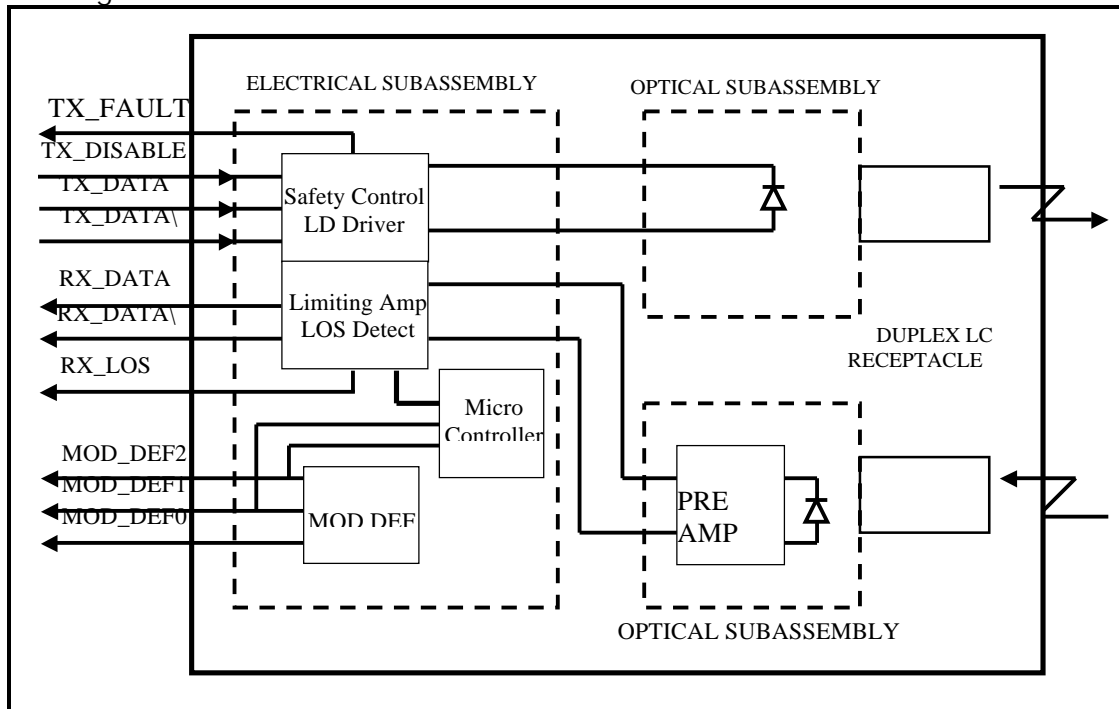 ELECTRICAL SUBASSEMBLY
OPTICAL SUBASSEMBLY
TX_FAULT
TX_DISABLE
TX_DATA
TX_DATA\
Safety Control
LD Driver
RX_DATA
RX_DATA\
Limiting Amp
LOS Detect
DUPLEX LC
RECEPTACLE
RX_LOS
Micro
Controller
MOD_DEF2
MOD_DEF1
MOD_DEF0
MOD DEF
PRE
AMP
OPTICAL SUBASSEMBLY